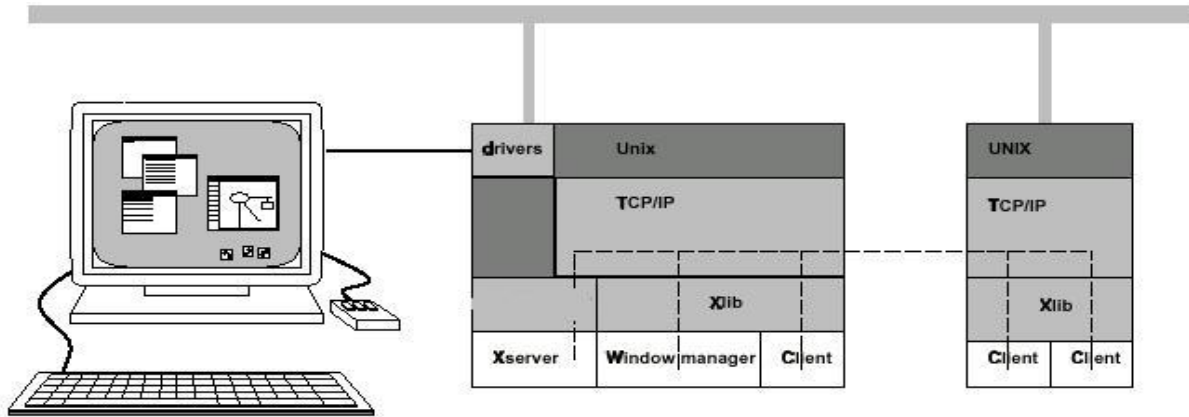 drivers Unix UNIX
TCP/IP TCP/IP
Xlib Xlib
Xserver Window manager Client Client Client